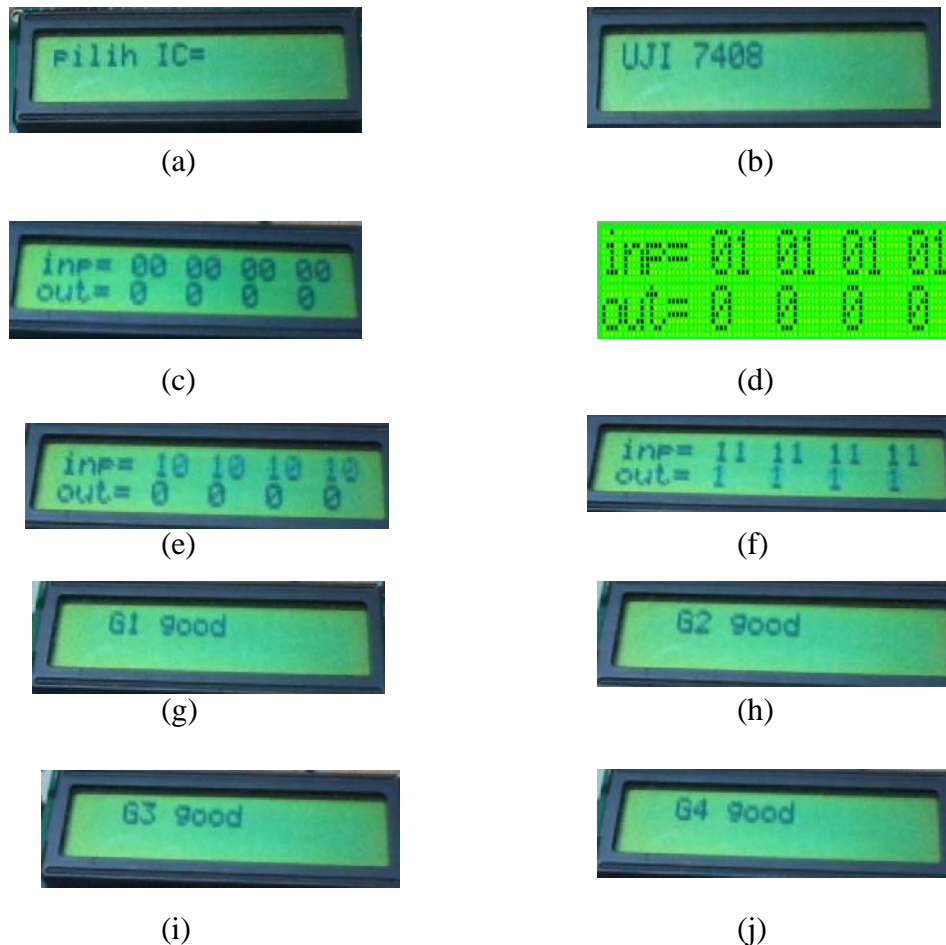 pilih IC=
UJI 7408
(a)
(b)
inp= 00 00 00 00
out= 0 0 0 0
inp= 01 01 01 01
out= 0 0 0 0
(c)
(d)
inp= 10 10 10 10
out= 0 0 0 0
inp= 11 11 11 11
out= 1 1 1 1
(e)
(f)
G1 good
G2 good
(g)
(h)
G3 good
G4 good
(i)
(j)